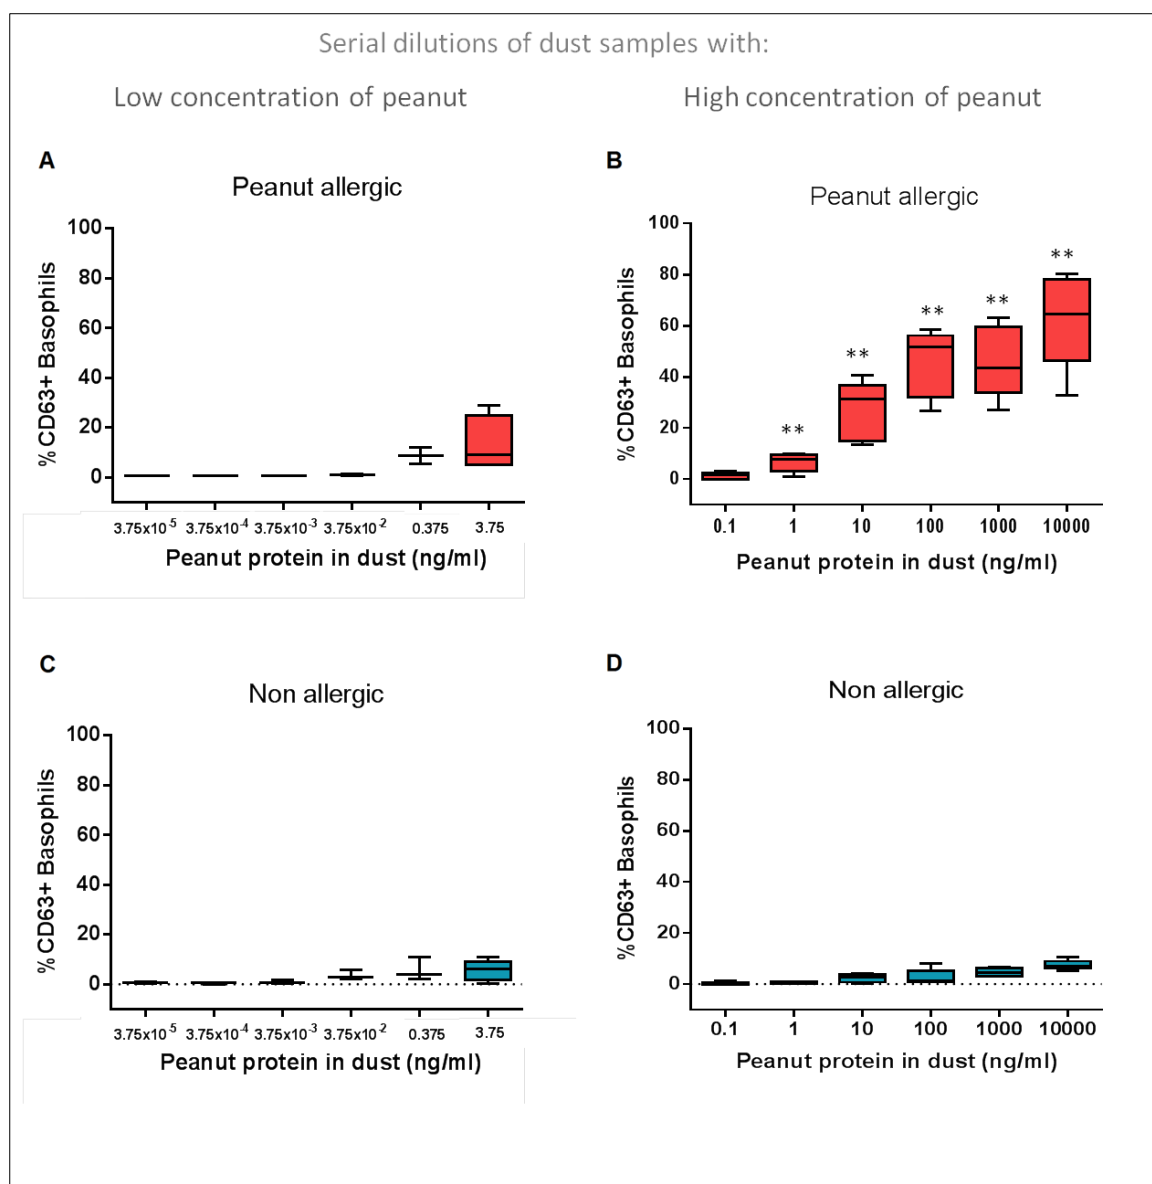 Serial dilutions of dust samples with:
Low concentration of peanut
High concentration of peanut
A
Peanut allergic
100
80
60
40
20
0
% CD63+ Basophils
3.75x10-5 3.75x10-4 3.75x10-3 3.75x10-2 0.375 3.75
Peanut protein in dust (ng/ml)
B
Peanut allergic
100
80
60
40
20
0
% CD63+ Basophils
** ** ** ** **
0.1 1 10 100 1000 10000
Peanut protein in dust (ng/ml)
C
Non allergic
100
80
60
40
20
0
% CD63+ Basophils
3.75x10-5 3.75x10-4 3.75x10-3 3.75x10-2 0.375 3.75
Peanut protein in dust (ng/ml)
D
Non allergic
100
80
60
40
20
0
% CD63+ Basophils
0.1 1 10 100 1000 10000
Peanut protein in dust (ng/ml)